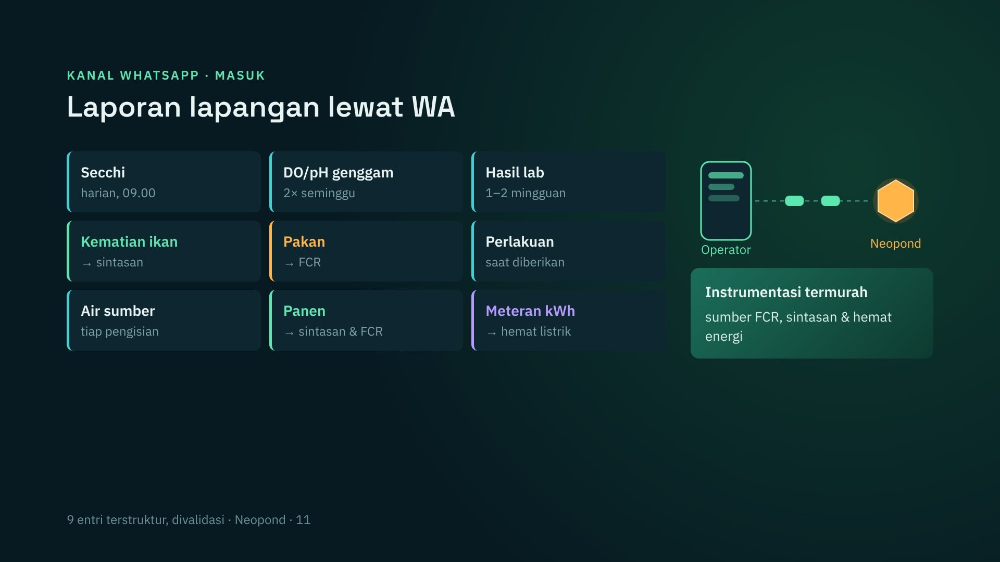 KANAL WHATSAPP · MASUK
Laporan lapangan lewat WA
Secchi
harian, 09.00
DO/pH genggam
2× seminggu
Hasil lab
1–2 mingguan
Kematian ikan
→ sintasan
Pakan
→ FCR
Perlakuan
saat diberikan
Air sumber
tiap pengisian
Panen
→ sintasan & FCR
Meteran kWh
→ hemat listrik
Operator
Neopond
Instrumentasi termurah
sumber FCR, sintasan & hemat
energi
9 entri terstruktur, divalidasi · Neopond · 11